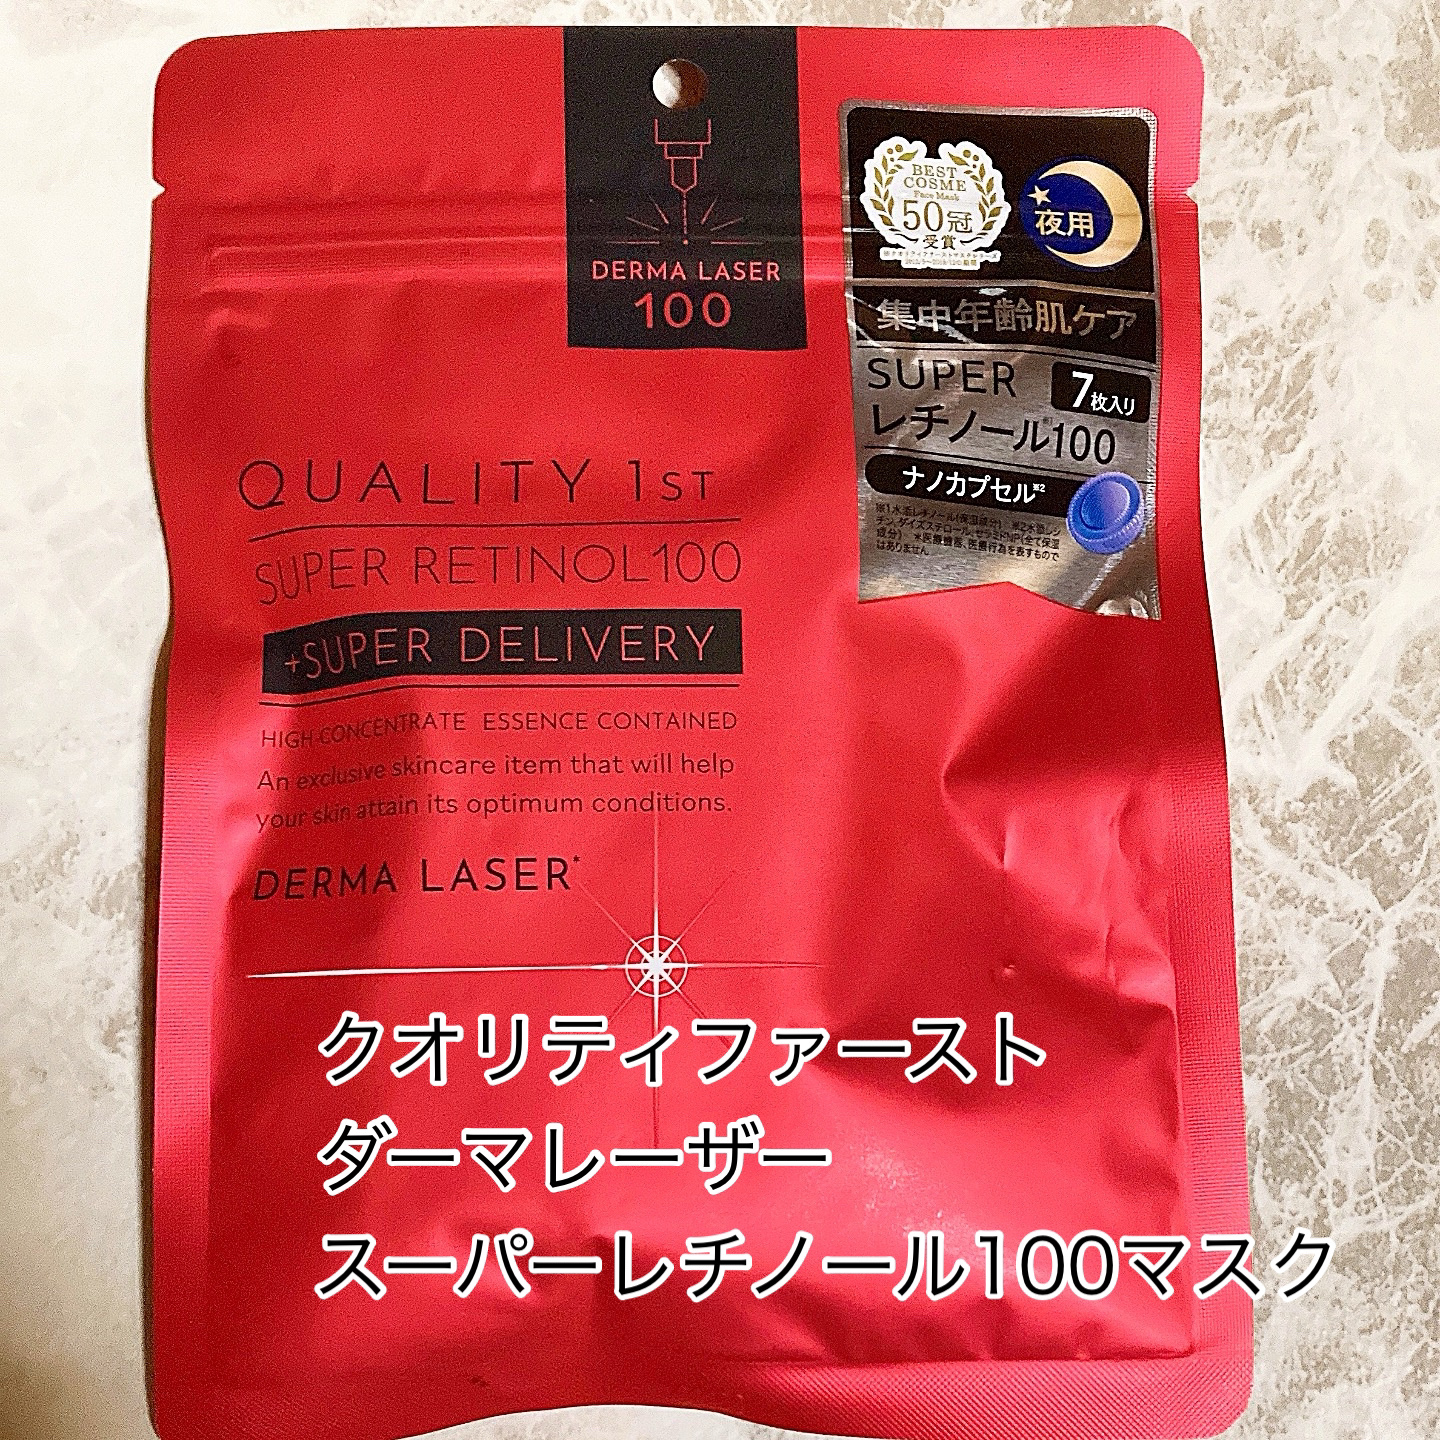 DERMA LASER
100
BEST
COSME
Face Mask
50冠
受賞
夜用
集中年齢肌ケア
SUPER
7枚入り
レチノール※1100
ナノカプセル※2
QUALITY 1ST
SUPER RETINOL100
+SUPER DELIVERY
HIGH CONCENTRATE ESSENCE CONTAINED
An exclusive skincare item that will help
your skin attain its optimum conditions.
DERMA LASER*
クオリティファースト
ダーマレーザー
スーパーレチノール100マスク